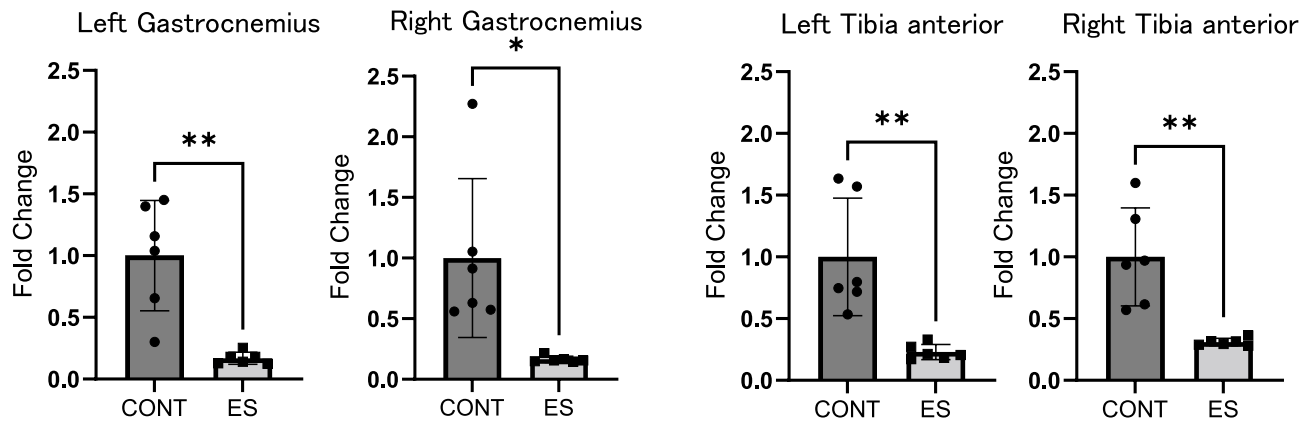 Left Gastrocnemius
**
Fold Change
2.5
2.0
1.5
1.0
0.5
0.0
CONT ES
Right Gastrocnemius
*
Fold Change
2.5
2.0
1.5
1.0
0.5
0.0
CONT ES
Left Tibia anterior
**
Fold Change
2.5
2.0
1.5
1.0
0.5
0.0
CONT ES
Right Tibia anterior
**
Fold Change
2.5
2.0
1.5
1.0
0.5
0.0
CONT ES